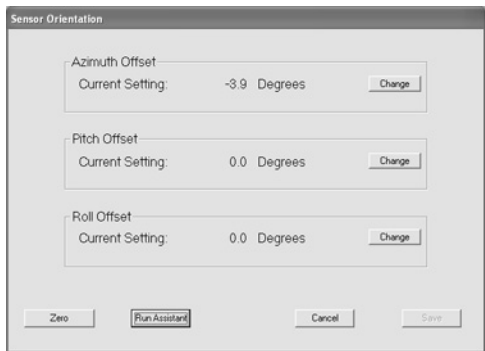 Sensor Orientation
Azimuth Offset
Current Setting: -3.9 Degrees Change
Pitch Offset
Current Setting: 0.0 Degrees Change
Roll Offset
Current Setting: 0.0 Degrees Change
Zero Run Assistant Cancel Save